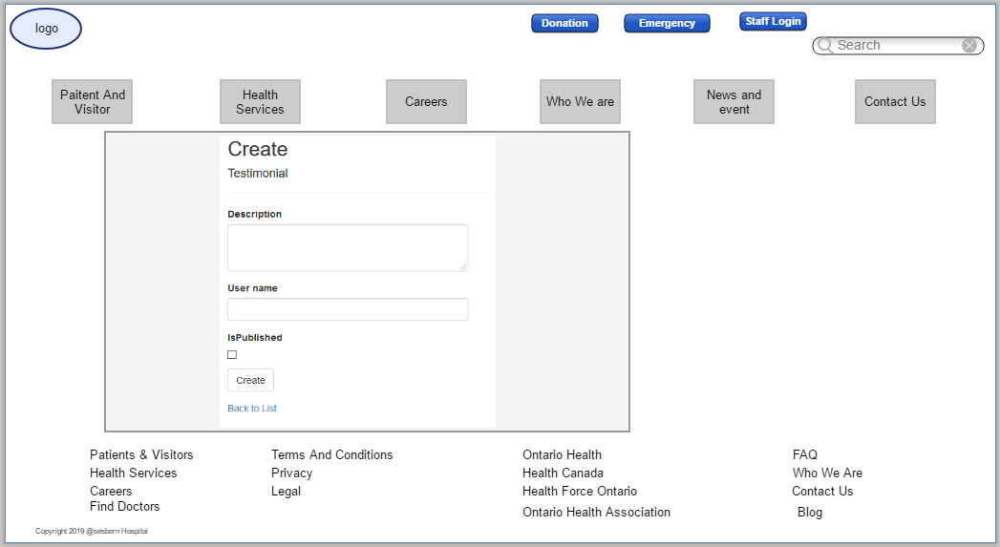 logo
Donation
Emergency
Staff Login
Search
Paitent And
Visitor
Health
Services
Careers
Who We are
News and
event
Contact Us
Create
Testimonial
Description
User name
IsPublished
Create
Back to List
Patients & Visitors
Health Services
Careers
Find Doctors
Terms And Conditions
Privacy
Legal
Ontario Health
Health Canada
Health Force Ontario
Ontario Health Association
FAQ
Who We Are
Contact Us
Blog
Copyright 2019 @sesbern Hospital